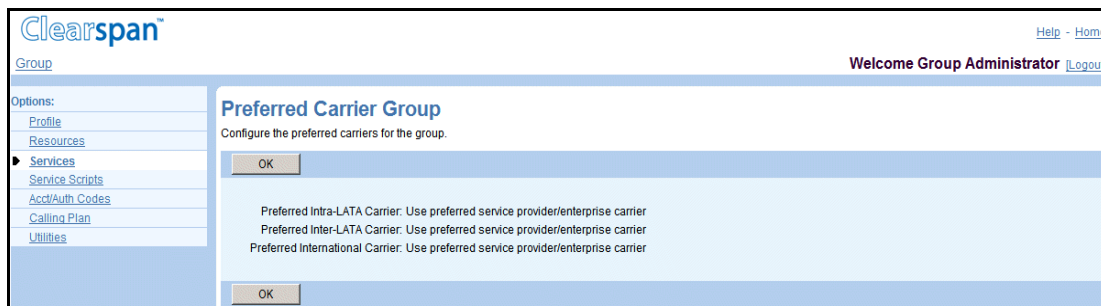 Clearspan™
Help - Home
Group
Welcome Group Administrator [Logout
Options:
Profile
Resources
Services
Service Scripts
Acct/Auth Codes
Calling Plan
Utilities
Preferred Carrier Group
Configure the preferred carriers for the group.
OK
Preferred Intra-LATA Carrier: Use preferred service provider/enterprise carrier
Preferred Inter-LATA Carrier: Use preferred service provider/enterprise carrier
Preferred International Carrier: Use preferred service provider/enterprise carrier
OK